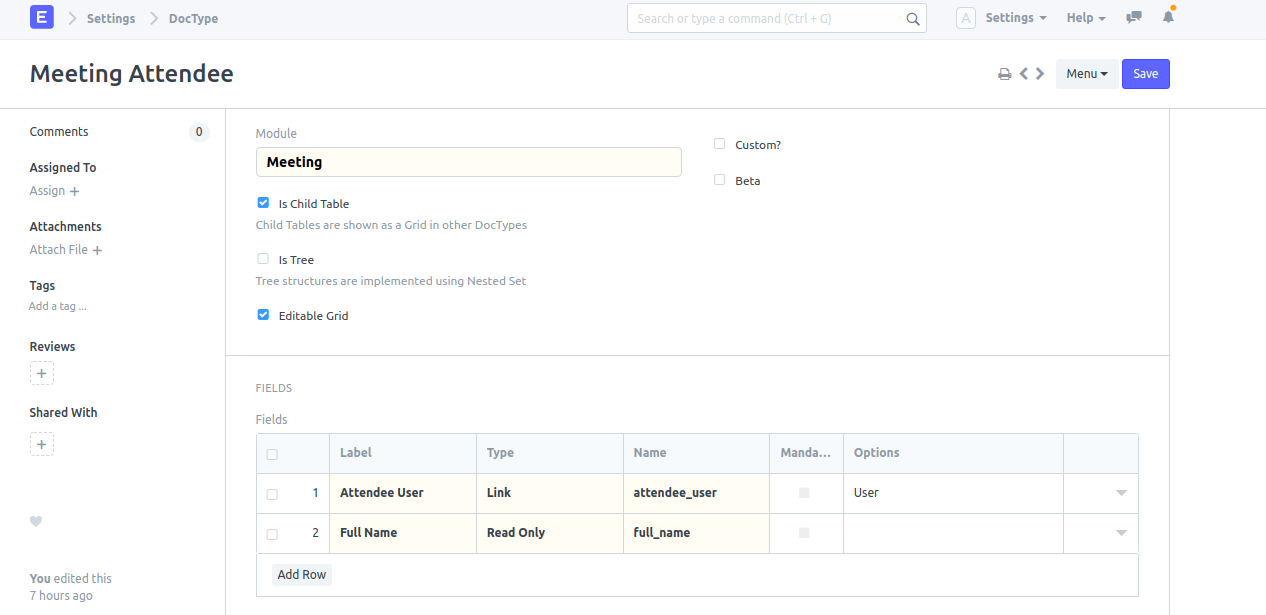 E Settings DocType Search or type a command (Ctrl + G) A Settings Help
Meeting Attendee Menu Save
Comments 0
Assigned To
Assign +
Attachments
Attach File +
Tags
Add a tag ...
Reviews
+
Shared With
+
You edited this
7 hours ago
Module
Meeting
Custom?
Beta
Is Child Table
Child Tables are shown as a Grid in other DocTypes
Is Tree
Tree structures are implemented using Nested Set
Editable Grid
FIELDS
Fields
Label Type Name Manda... Options
1 Attendee User Link attendee_user User
2 Full Name Read Only full_name
Add Row